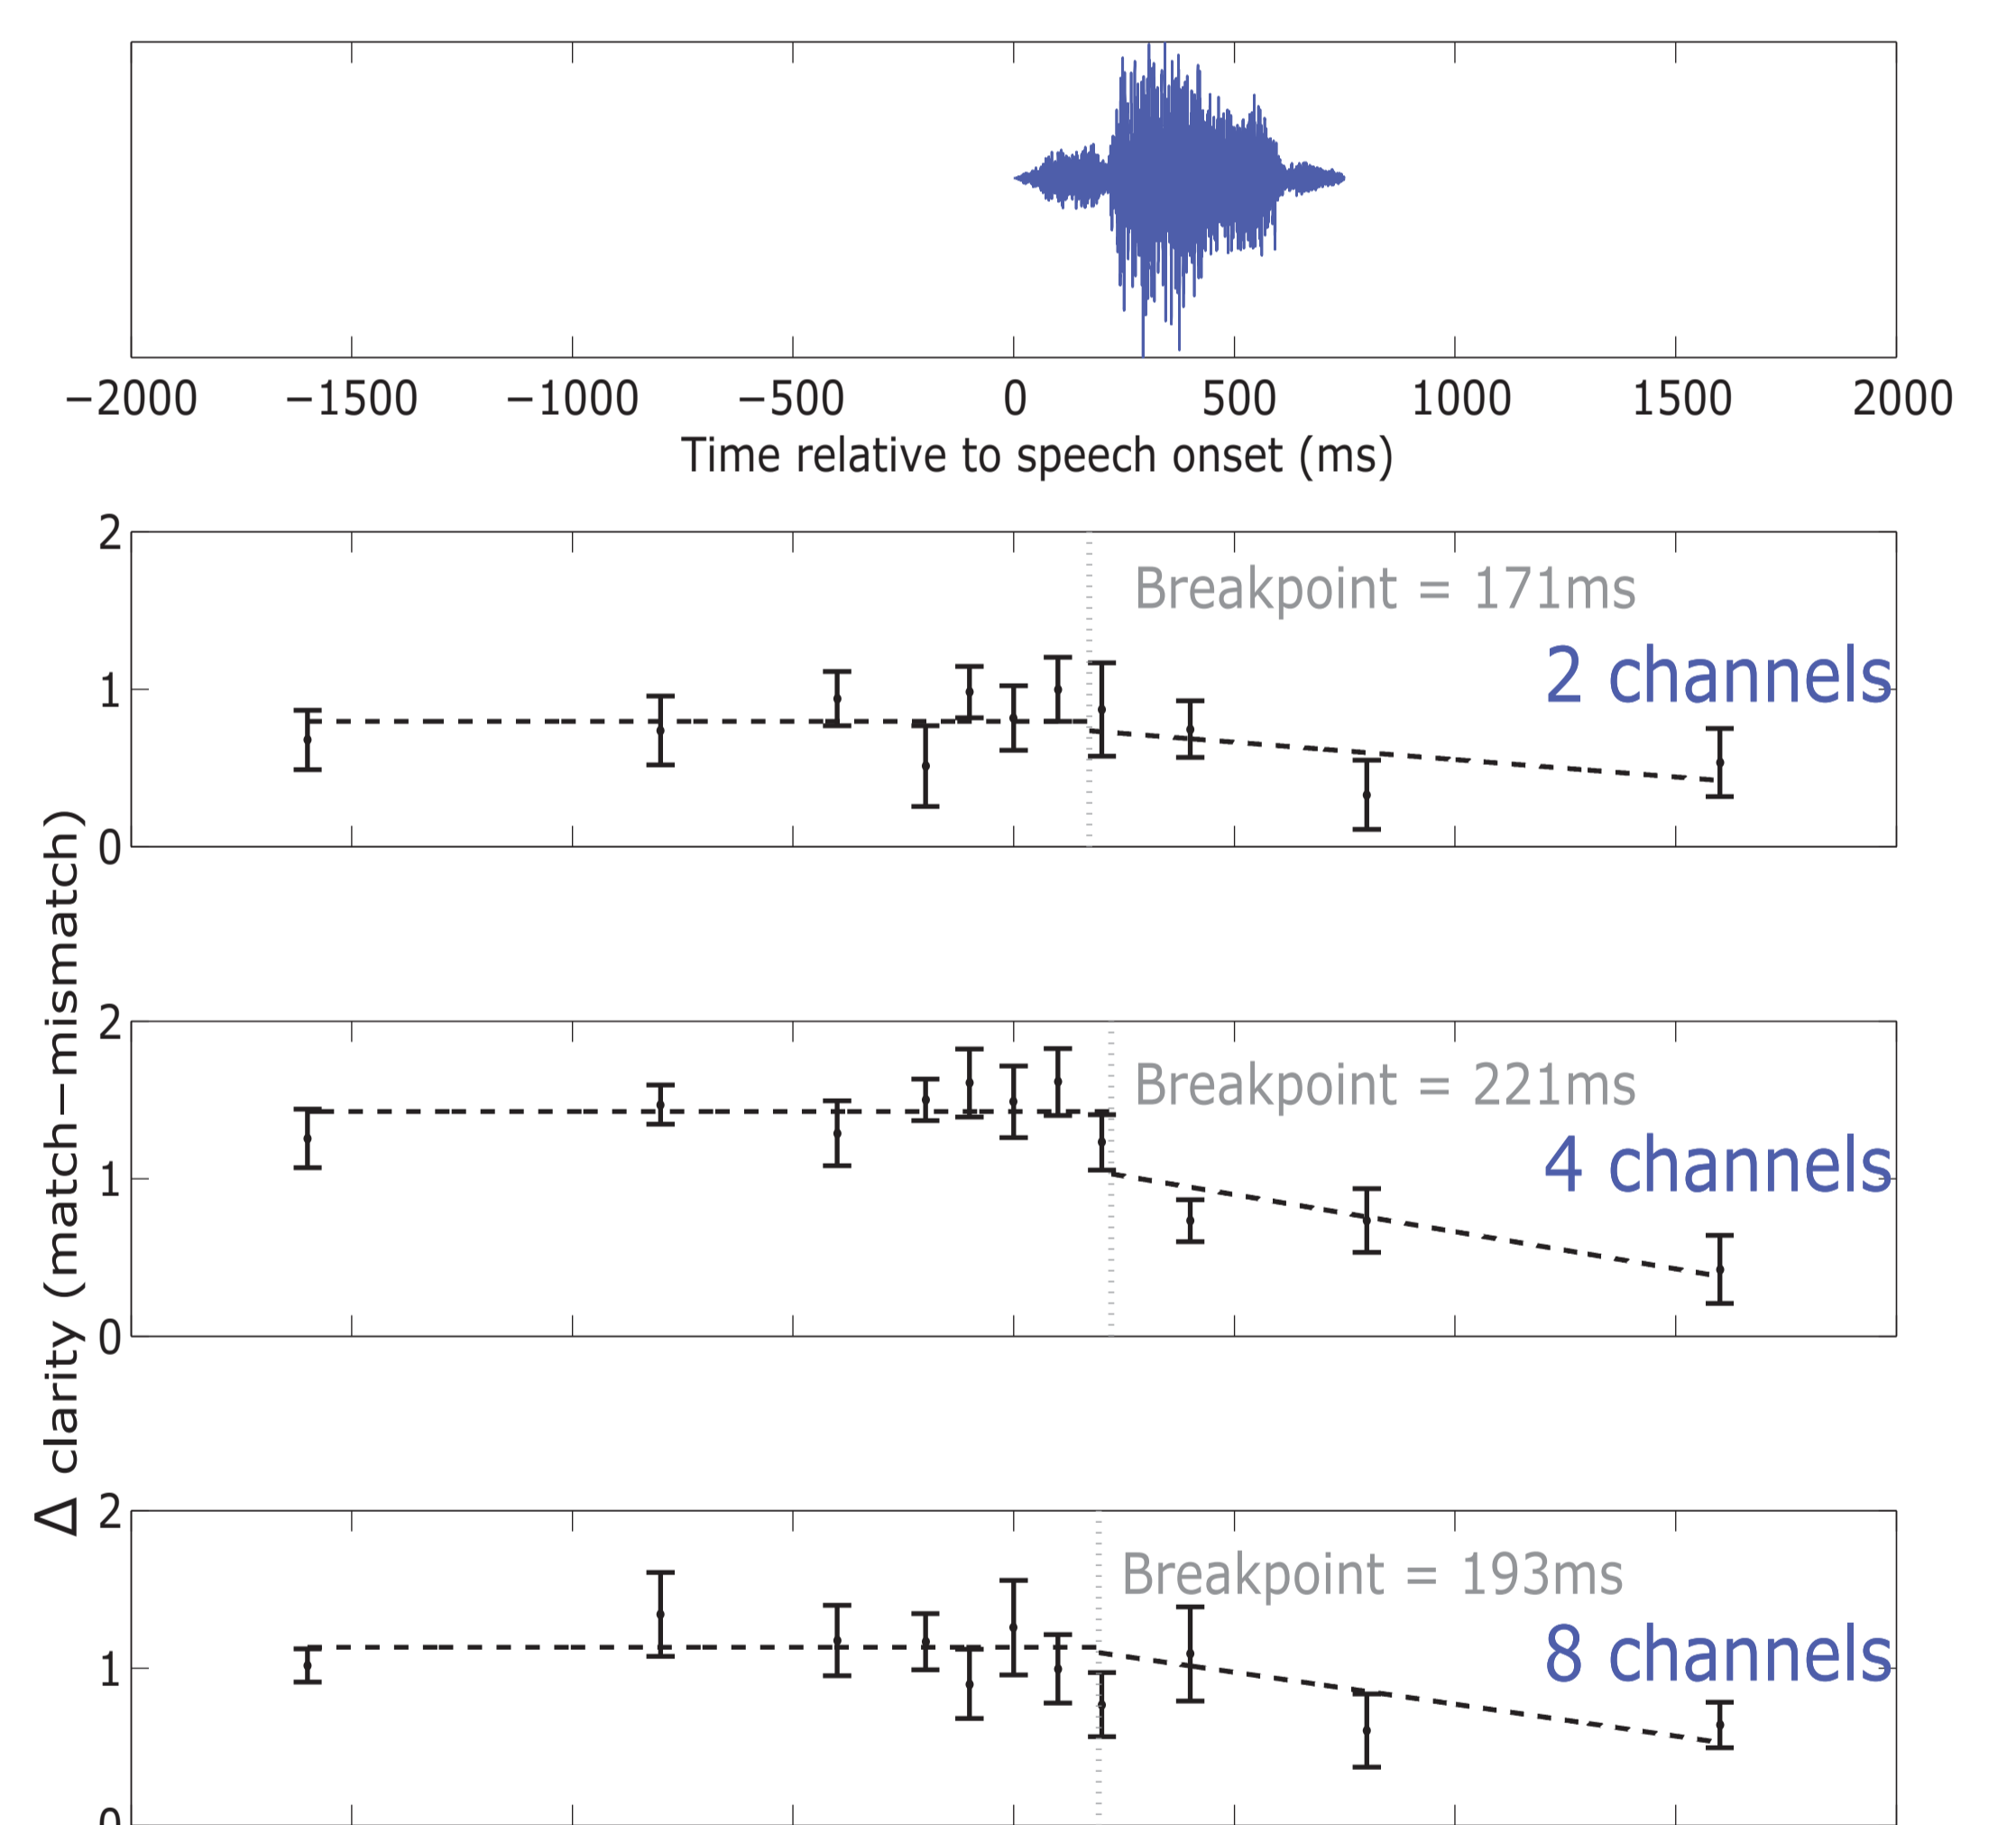 −2000 −1500 −1000 −500 0 500 1000 1500 2000
Time relative to speech onset (ms)
Δ clarity (match−mismatch)
2
Breakpoint = 171ms
2 channels
1
0
2
Breakpoint = 221ms
4 channels
1
0
2
Breakpoint = 193ms
8 channels
1
0